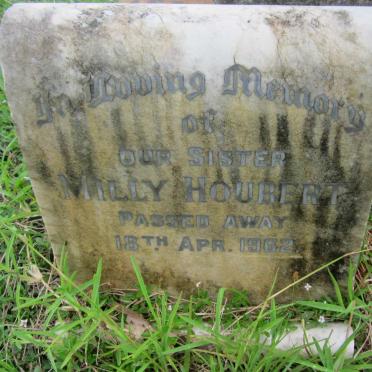 In Loving Memory
of
OUR SISTER
MILLY HOUBERT
PASSED AWAY
18TH APR. 1962